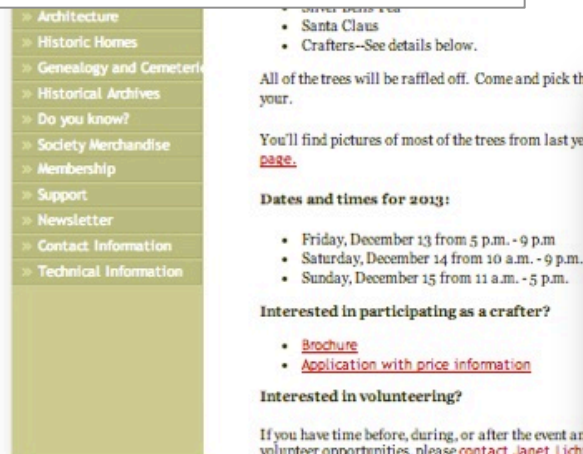 Architecture
Historic Homes
Genealogy and
Historical Archives
Do you know?
Society Merchandise
Membership
Support
Newsletter
Contact Information
Technical Information
Santa Claus
Crafters--See details below.
All of the trees will be raffled off. Come and pick
your.
You'll find pictures of most of the trees from last
page.
Dates and times for 2013:
Friday, December 13 from 5 p.m. - 9 p.m
Saturday, December 14 from 10 a.m. - 9 p.m.
Sunday, December 15 from 11 a.m. - 5 p.m.
Interested in participating as a crafter?
Brochure
Application with price information
Interested in volunteering?
If you have time before, during, or after the event
volunteer opportunities, please contact Janet